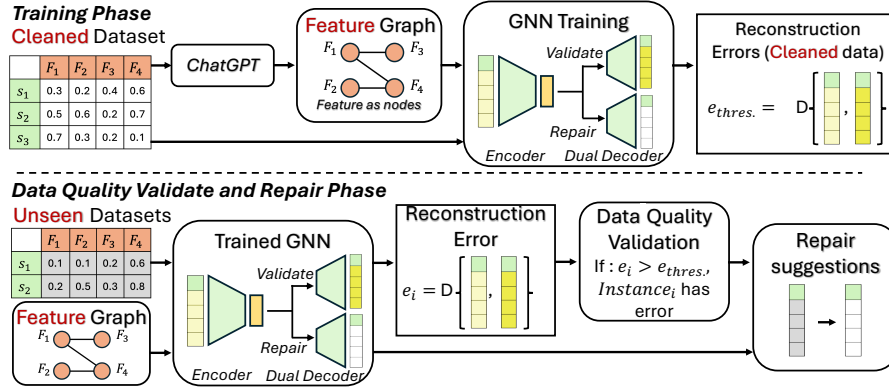 Training Phase
Cleaned Dataset
F1 F2 F3 F4
s1 0.3 0.2 0.4 0.6
s2 0.5 0.6 0.2 0.7
s3 0.7 0.3 0.2 0.1
ChatGPT
Feature Graph
F1 F3
F2 F4
Feature as nodes
GNN Training
Validate
Repair
Encoder Dual Decoder
Reconstruction
Errors (Cleaned data)
e_thres. = D { , }
Data Quality Validate and Repair Phase
Unseen Datasets
F1 F2 F3 F4
s1 0.1 0.1 0.2 0.6
s2 0.2 0.5 0.3 0.8
Feature Graph
F1 F3
F2 F4
Trained GNN
Validate
Repair
Encoder Dual Decoder
Reconstruction
Error
e_i = D { , }
Data Quality
Validation
If : e_i > e_thres.,
Instance_i has
error
Repair
suggestions